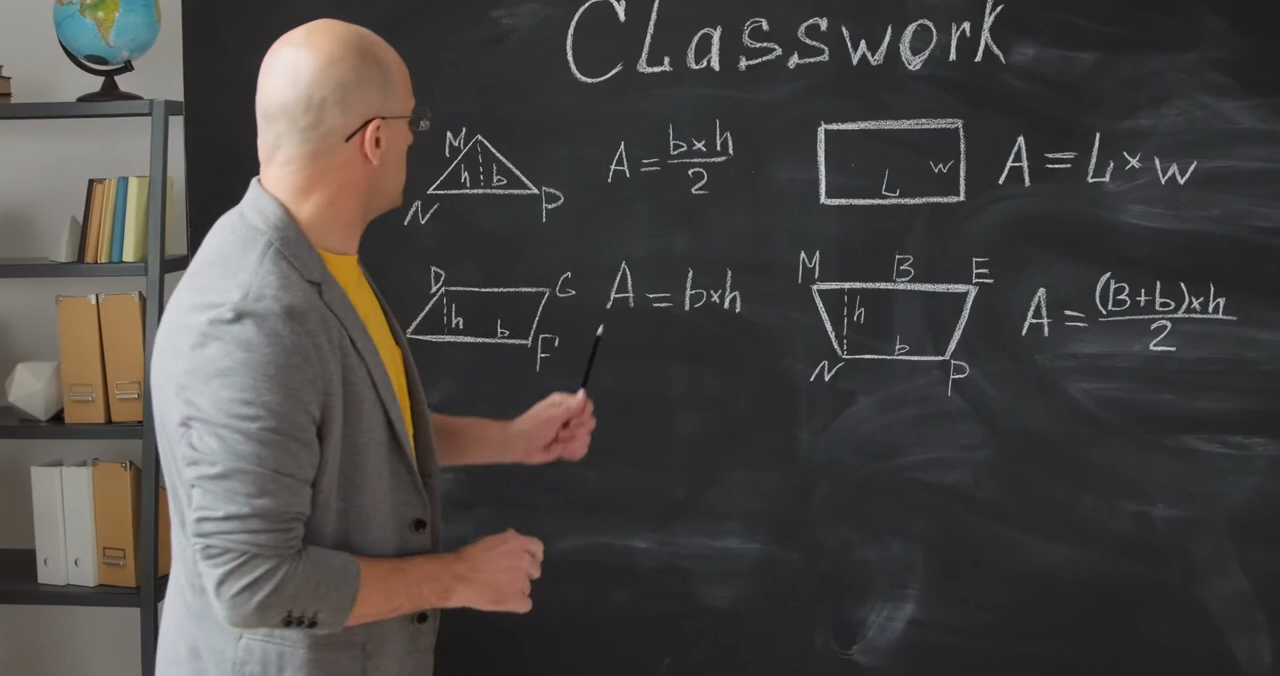 Classwork
M
h b
N P
A = b×h / 2
L w
A = L × w
D G
h b
F
A = b×h
M B E
h
b
N P
A = (B+b)×h / 2